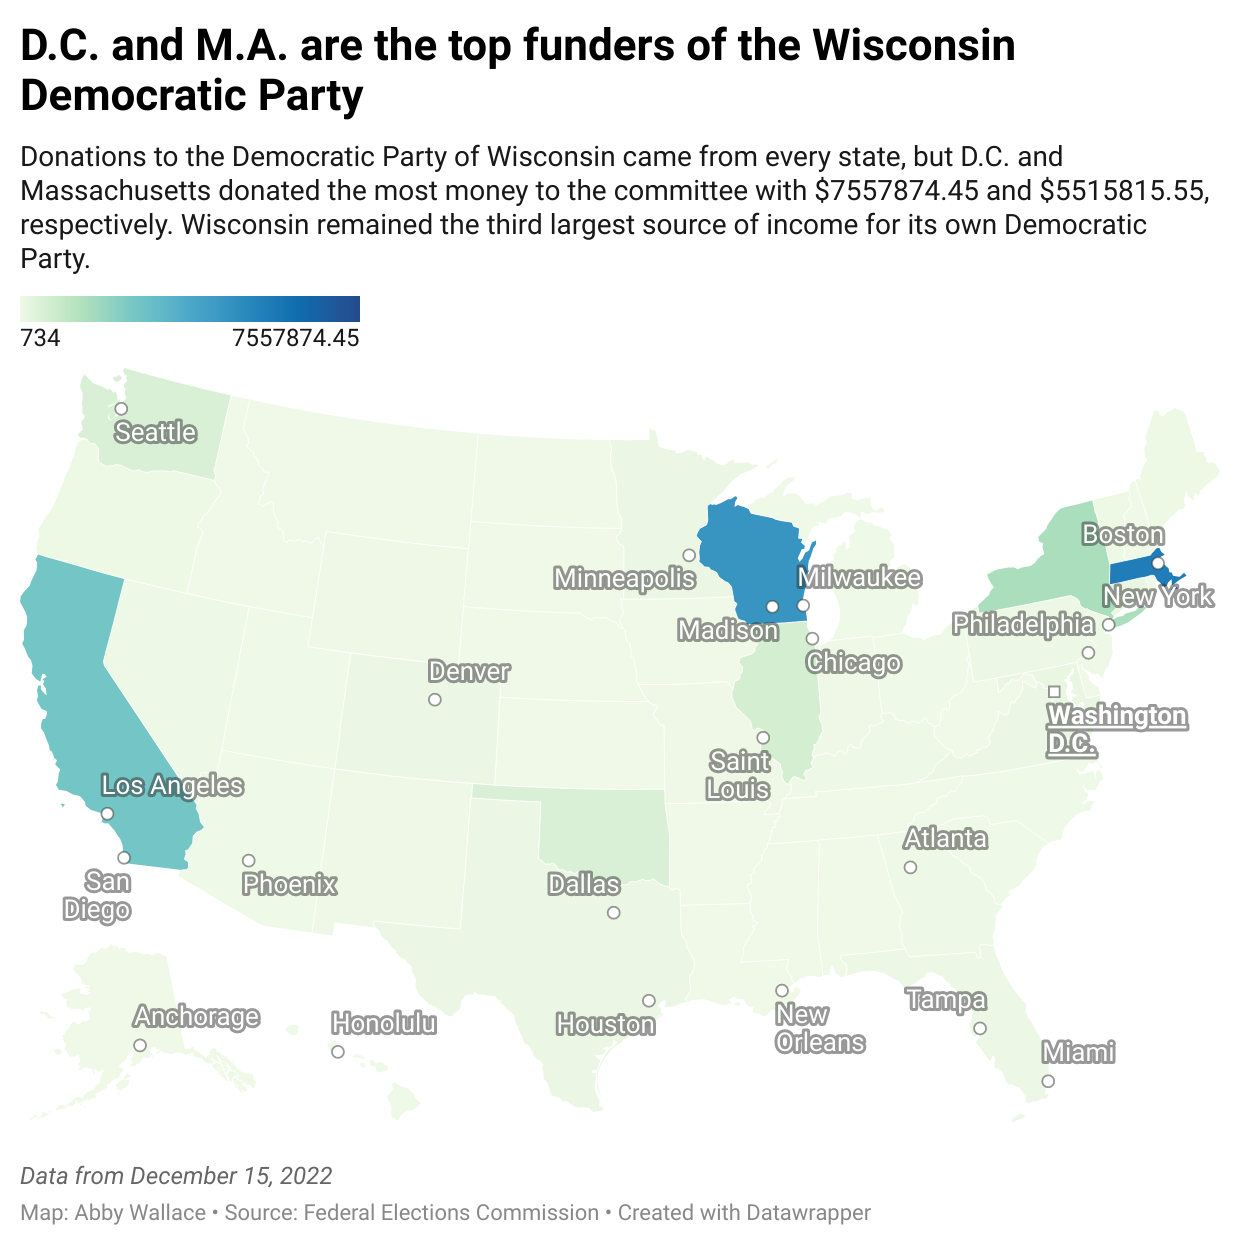 D.C. and M.A. are the top funders of the Wisconsin
Democratic Party
Donations to the Democratic Party of Wisconsin came from every state, but D.C. and
Massachusetts donated the most money to the committee with $7557874.45 and $5515815.55,
respectively. Wisconsin remained the third largest source of income for its own Democratic
Party.
734
7557874.45
Seattle
Boston
Minneapolis
Milwaukee
New York
Madison
Philadelphia
Chicago
Denver
Washington
D.C.
Saint
Louis
Los Angeles
Atlanta
San
Diego
Phoenix
Dallas
Tampa
Anchorage
Honolulu
Houston
New
Orleans
Miami
Data from December 15, 2022
Map: Abby Wallace • Source: Federal Elections Commission • Created with Datawrapper